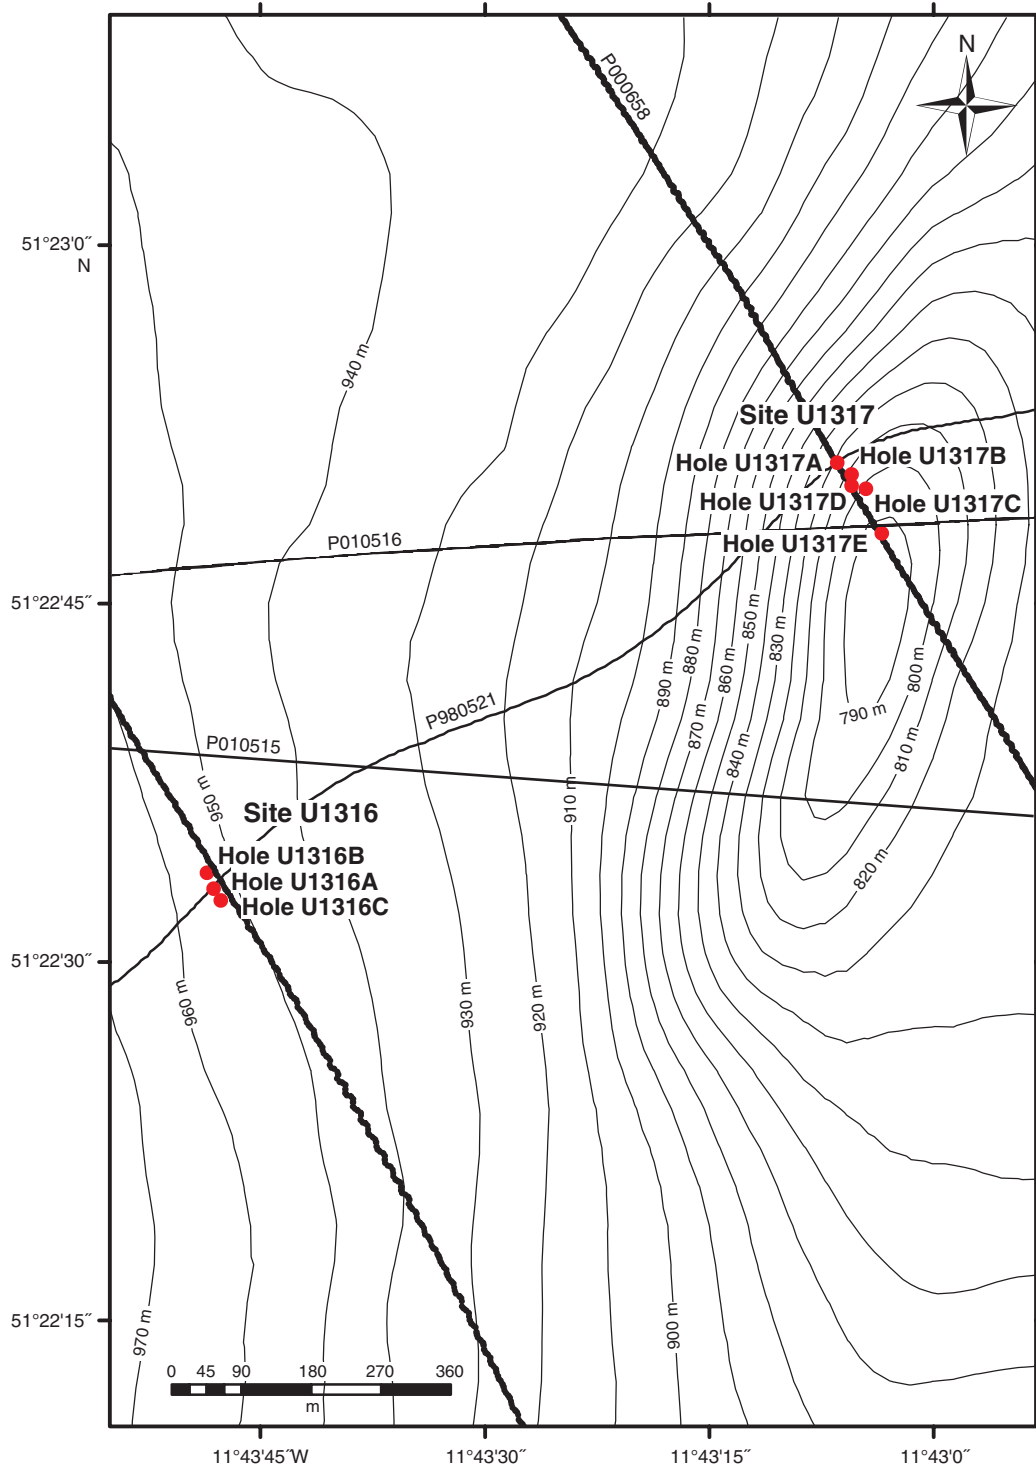 N
P000658
51°23'0″
N
940 m
Site U1317
Hole U1317A
Hole U1317B
Hole U1317D
Hole U1317C
P010516
Hole U1317E
51°22'45″
850 m
830 m
880 m
860 m
890 m
800 m
P980521
790 m
870 m
810 m
P010515
840 m
950 m
910 m
Site U1316
Hole U1316B
820 m
Hole U1316A
Hole U1316C
51°22'30″
960 m
930 m
920 m
51°22'15″
970 m
900 m
0 45 90 180 270 360
m
11°43'45″W 11°43'30″ 11°43'15″ 11°43'0″